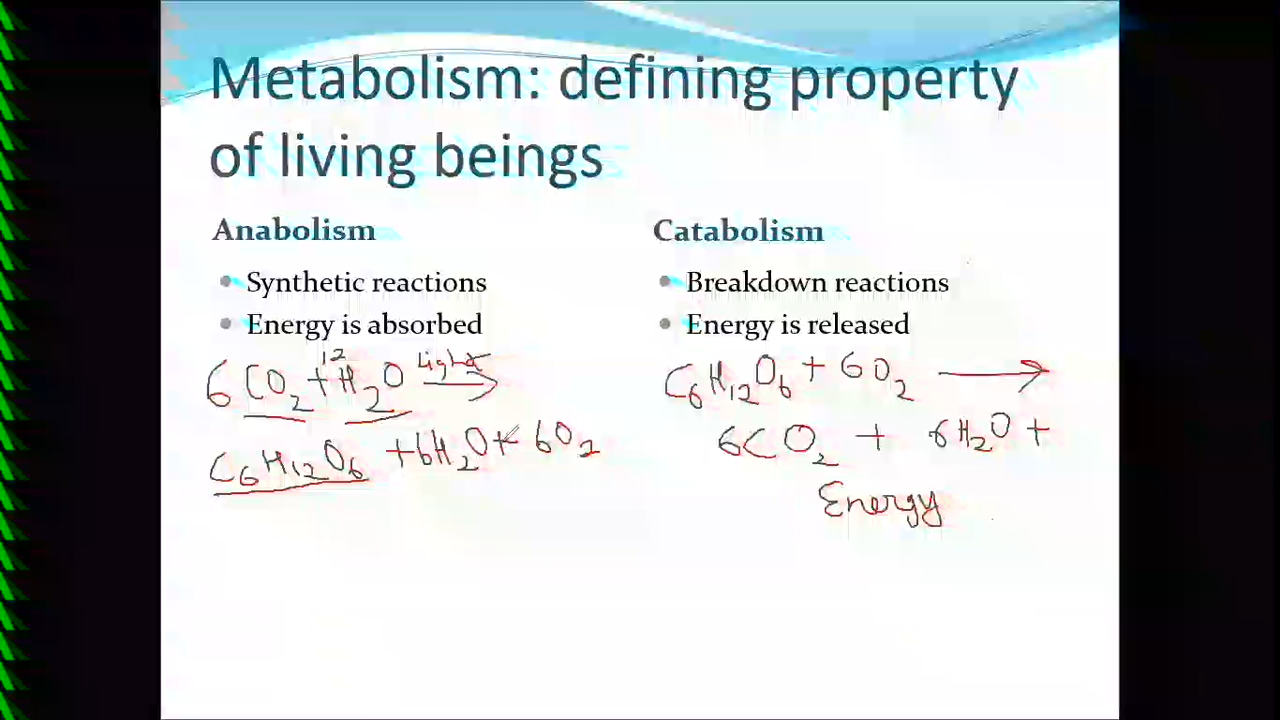 Metabolism: defining property
of living beings
Anabolism
• Synthetic reactions
• Energy is absorbed
6CO₂ + 12H₂O light →
C₆H₁₂O₆ + 6H₂O + 6O₂
Catabolism
• Breakdown reactions
• Energy is released
C₆H₁₂O₆ + 6O₂ →
6CO₂ + 6H₂O +
Energy